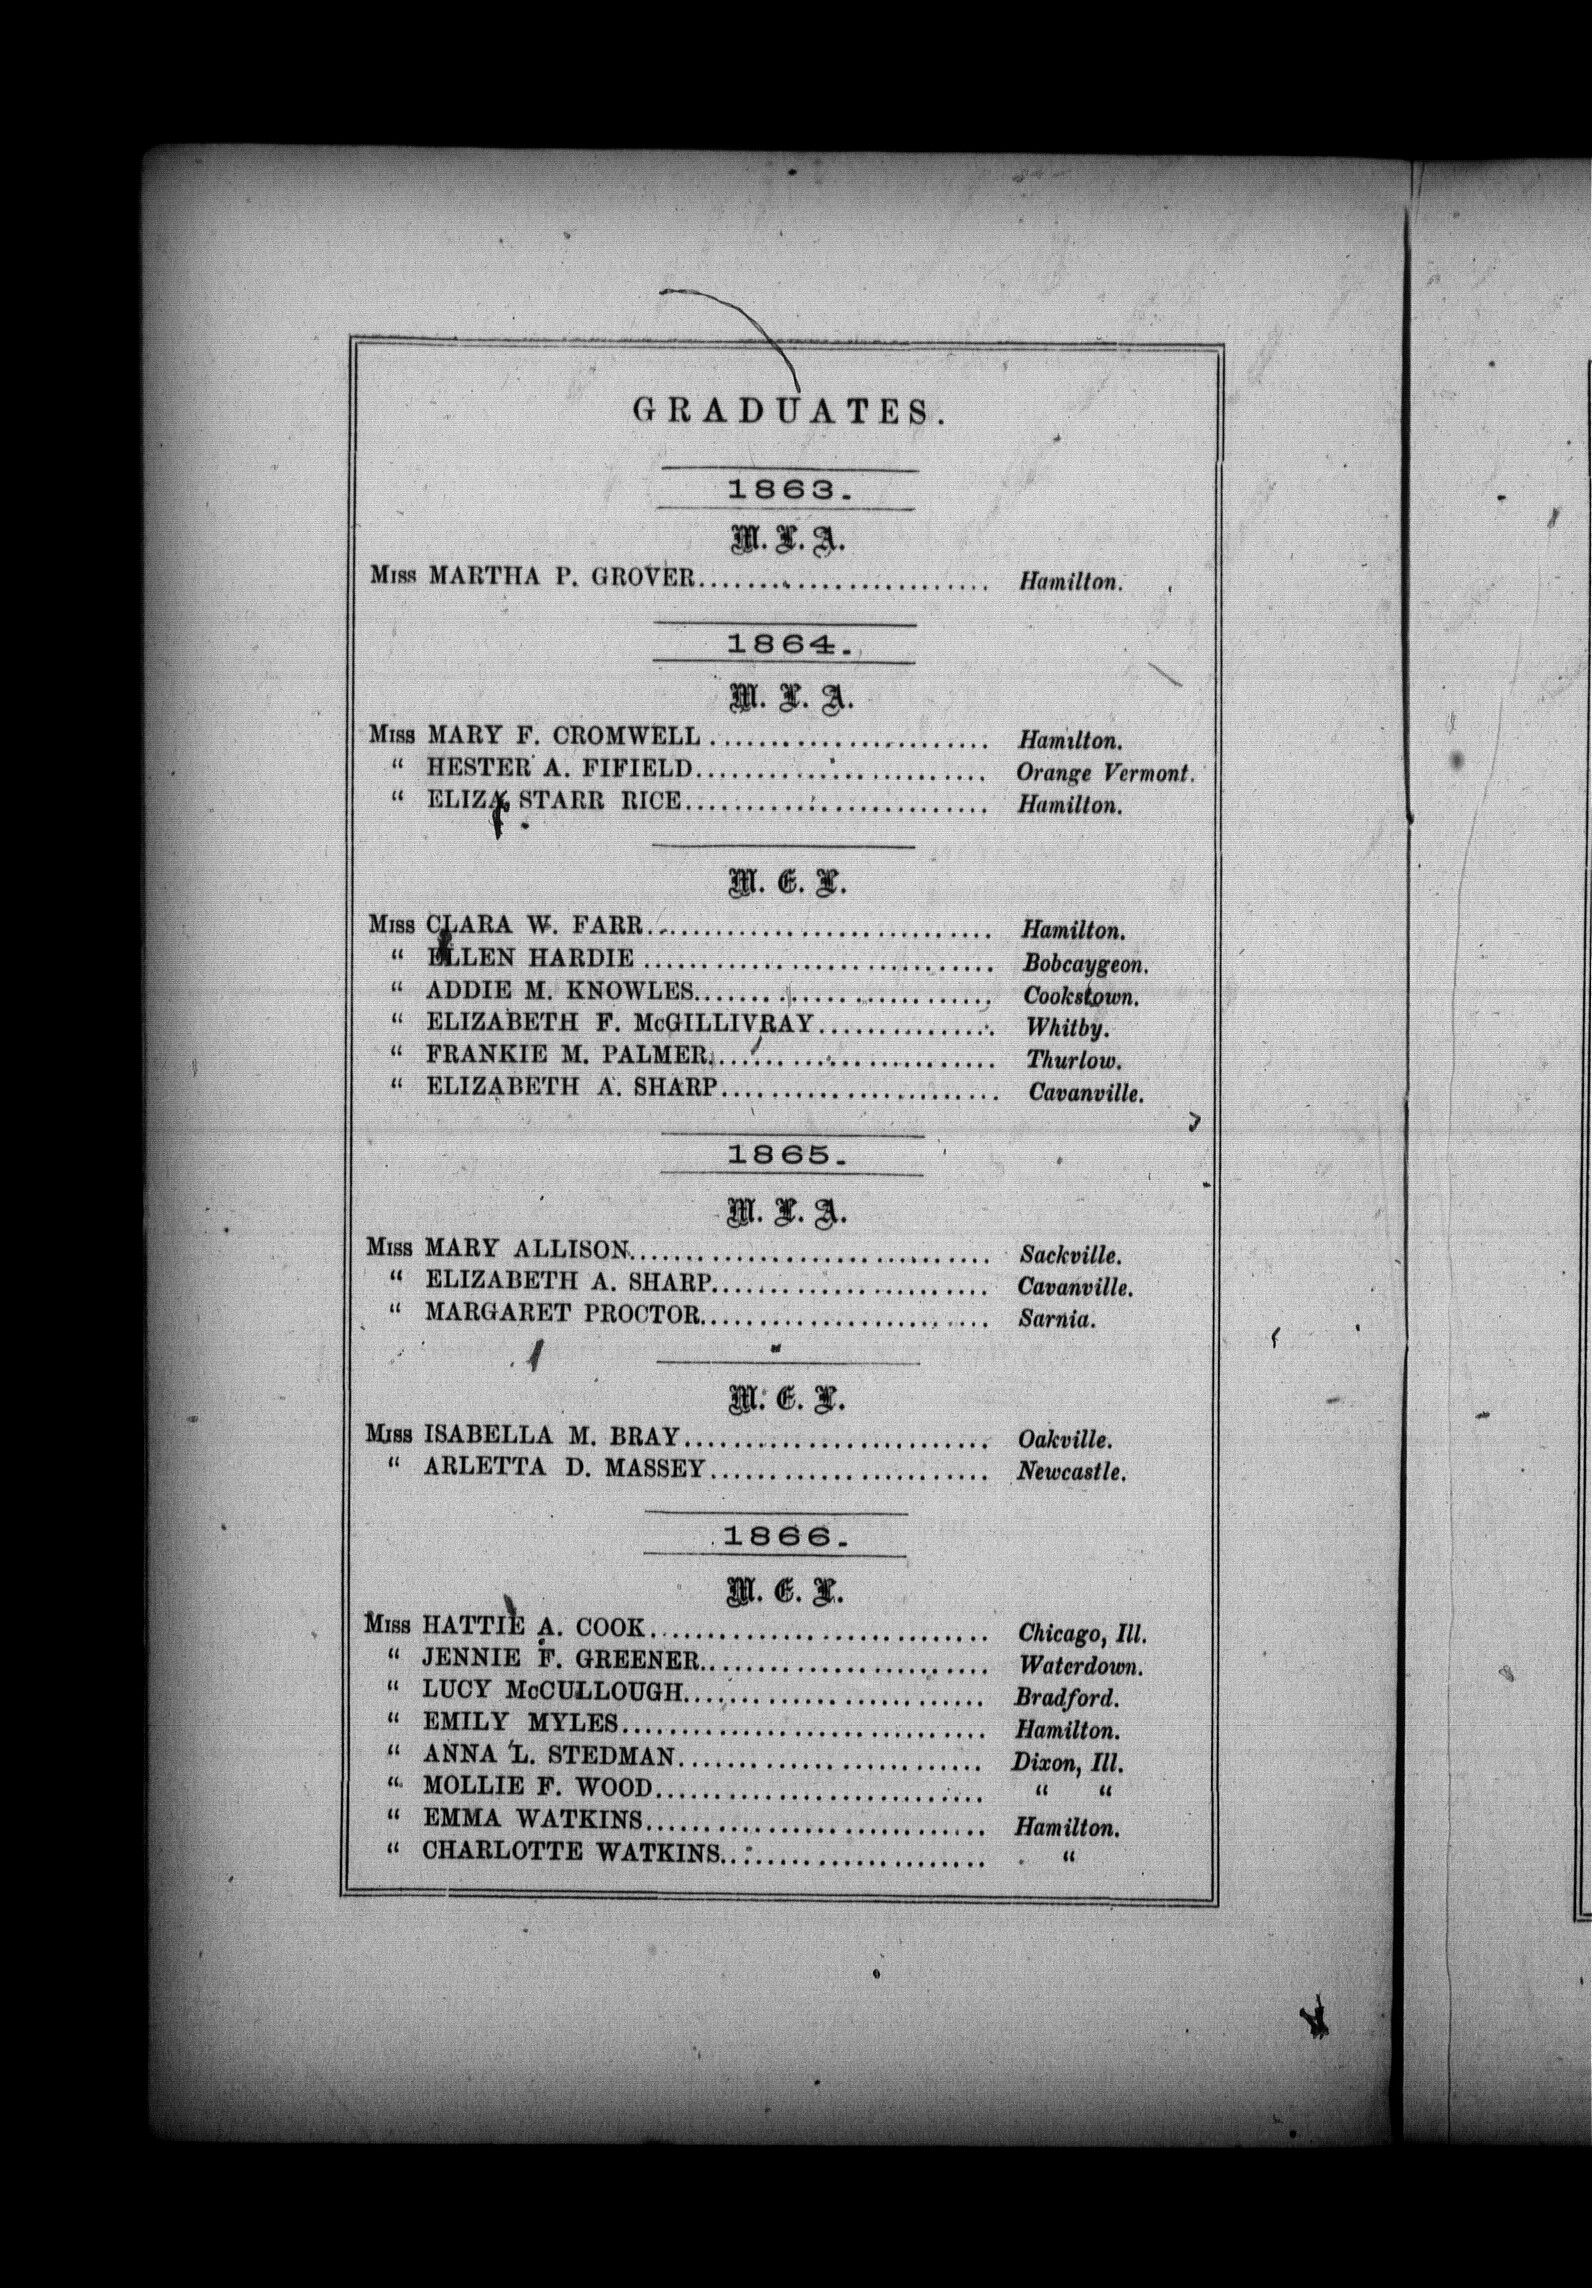 GRADUATES.
1863.
M. L. A.
Miss MARTHA P. GROVER.......................... Hamilton.
1864.
M. L. A.
Miss MARY F. CROMWELL ....................... Hamilton.
“ HESTER A. FIFIELD........................ Orange Vermont.
“ ELIZA STARR RICE......................... Hamilton.
M. E. L.
Miss CLARA W. FARR............................ Hamilton.
“ ELLEN HARDIE ............................. Bobcaygeon.
“ ADDIE M. KNOWLES......................... Cookstown.
“ ELIZABETH F. McGILLIVRAY............... Whitby.
“ FRANKIE M. PALMER........................ Thurlow.
“ ELIZABETH A. SHARP....................... Cavanville.
1865.
M. L. A.
Miss MARY ALLISON.............................. Sackville.
“ ELIZABETH A. SHARP....................... Cavanville.
“ MARGARET PROCTOR........................ Sarnia.
M. E. L.
Miss ISABELLA M. BRAY......................... Oakville.
“ ARLETTA D. MASSEY....................... Newcastle.
1866.
M. E. L.
Miss HATTIE A. COOK............................ Chicago, Ill.
“ JENNIE F. GREENER........................ Waterdown.
“ LUCY McCULLOUGH......................... Bradford.
“ EMILY MYLES.............................. Hamilton.
“ ANNA L. STEDMAN......................... Dixon, Ill.
“ MOLLIE F. WOOD........................... “ “
“ EMMA WATKINS............................ Hamilton.
“ CHARLOTTE WATKINS...................... “